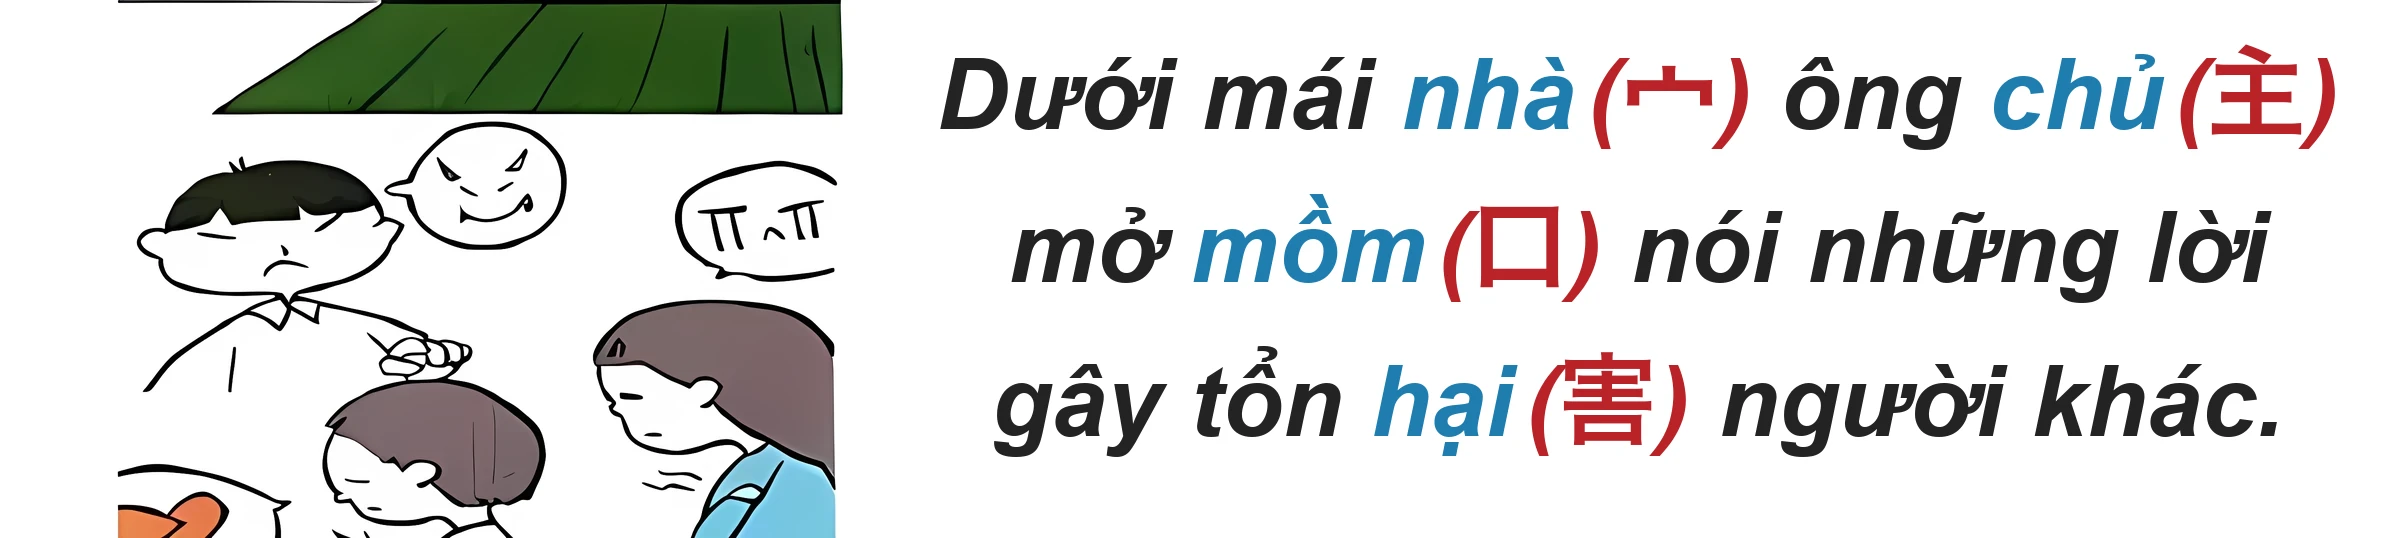 Dưới mái nhà (宀) ông chủ (主)
mở mồm (口) nói những lời
gây tổn hại (害) người khác.